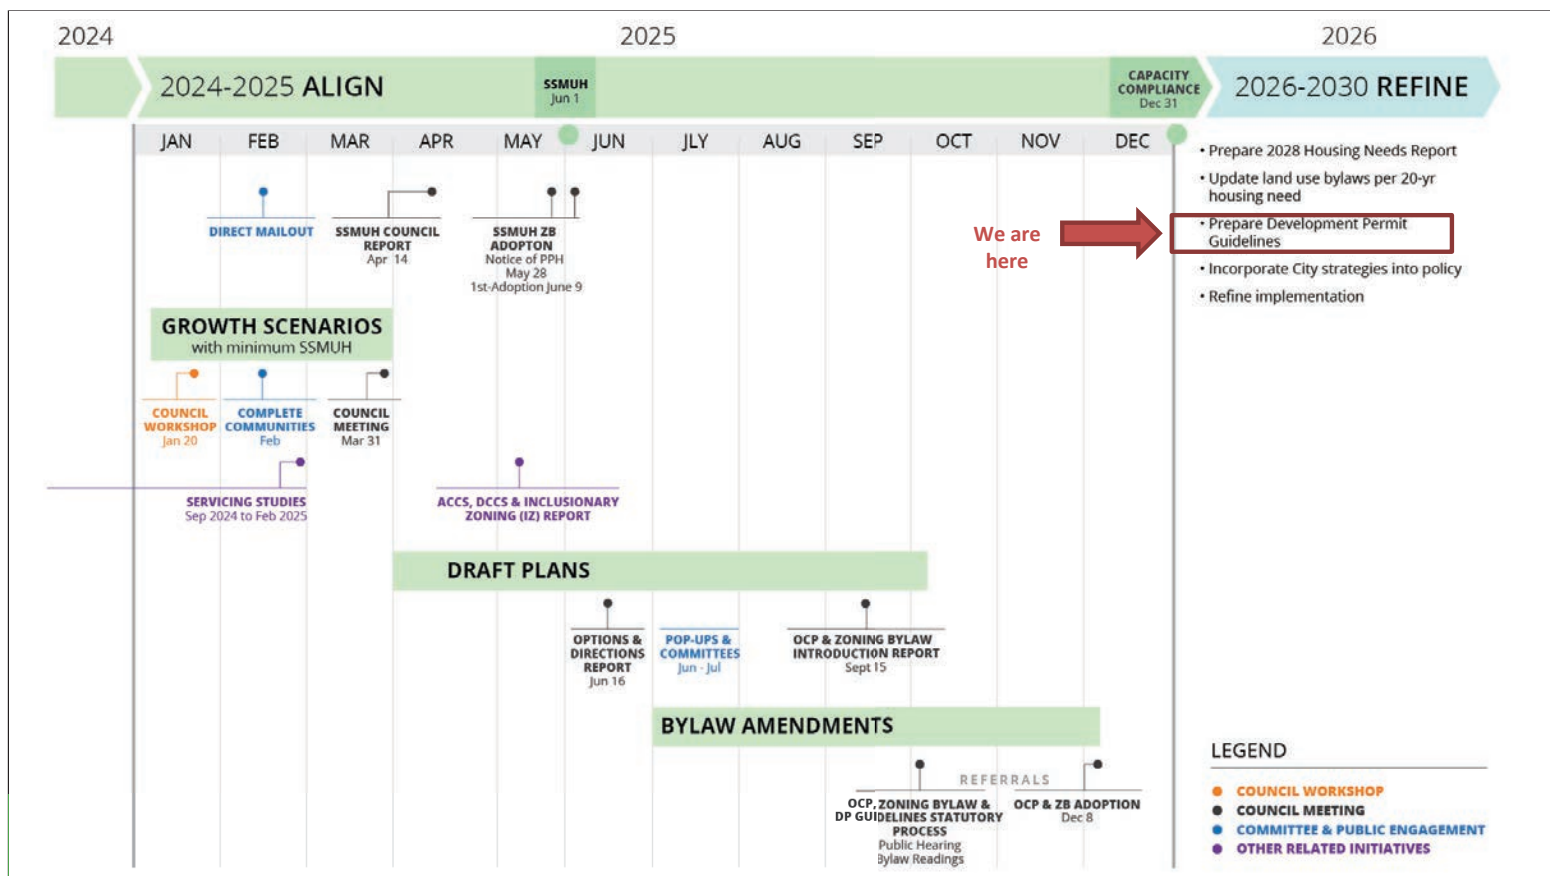 2024
2025
2026
2024-2025 ALIGN
SSMUH
Jun 1
CAPACITY
COMPLIANCE
Dec 31
2026-2030 REFINE
JAN FEB MAR APR MAY JUN JLY AUG SEP OCT NOV DEC
• Prepare 2028 Housing Needs Report
• Update land use bylaws per 20-yr
housing need
• Prepare Development Permit
Guidelines
• Incorporate City strategies into policy
• Refine implementation
We are
here
DIRECT MAILOUT
SSMUH COUNCIL
REPORT
Apr 14
SSMUH ZB
ADOPTON
Notice of PPH
May 28
1st-Adoption June 9
GROWTH SCENARIOS
with minimum SSMUH
COUNCIL
WORKSHOP
Jan 20
COMPLETE
COMMUNITIES
Feb
COUNCIL
MEETING
Mar 31
SERVICING STUDIES
Sep 2024 to Feb 2025
ACCS, DCCS & INCLUSIONARY
ZONING (IZ) REPORT
DRAFT PLANS
OPTIONS &
DIRECTIONS
REPORT
Jun 16
POP-UPS &
COMMITTEES
Jun - Jul
OCP & ZONING BYLAW
INTRODUCTION REPORT
Sept 15
BYLAW AMENDMENTS
REFERRALS
OCP, ZONING BYLAW &
DP GUIDELINES STATUTORY
PROCESS
Public Hearing
Bylaw Readings
OCP & ZB ADOPTION
Dec 8
LEGEND
COUNCIL WORKSHOP
COUNCIL MEETING
COMMITTEE & PUBLIC ENGAGEMENT
OTHER RELATED INITIATIVES